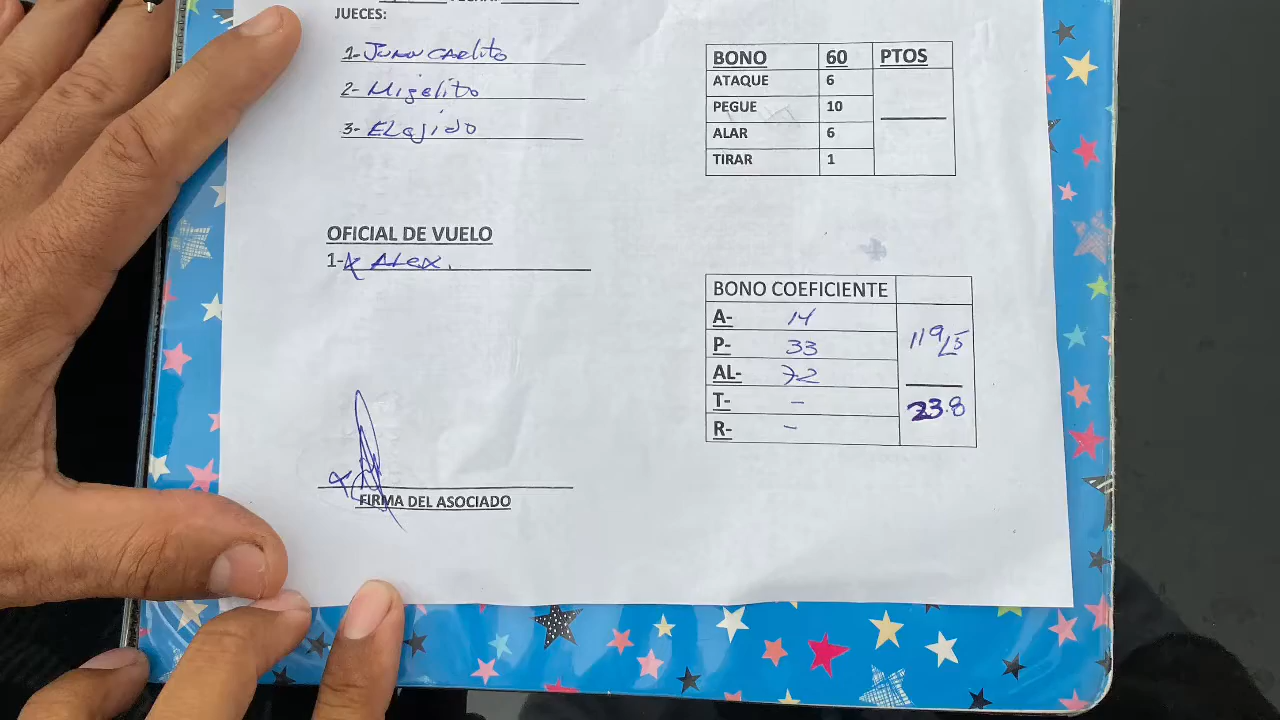 JUECES:
1- Juan Carlito
2- Migelito
3- ELajido
OFICIAL DE VUELO
1-x Alex.
FIRMA DEL ASOCIADO
BONO 60 PTOS
ATAQUE 6
PEGUE 10
ALAR 6
TIRAR 1
BONO COEFICIENTE
A- 14
P- 33
AL- 72
T- -
R- -
119/5
23.8